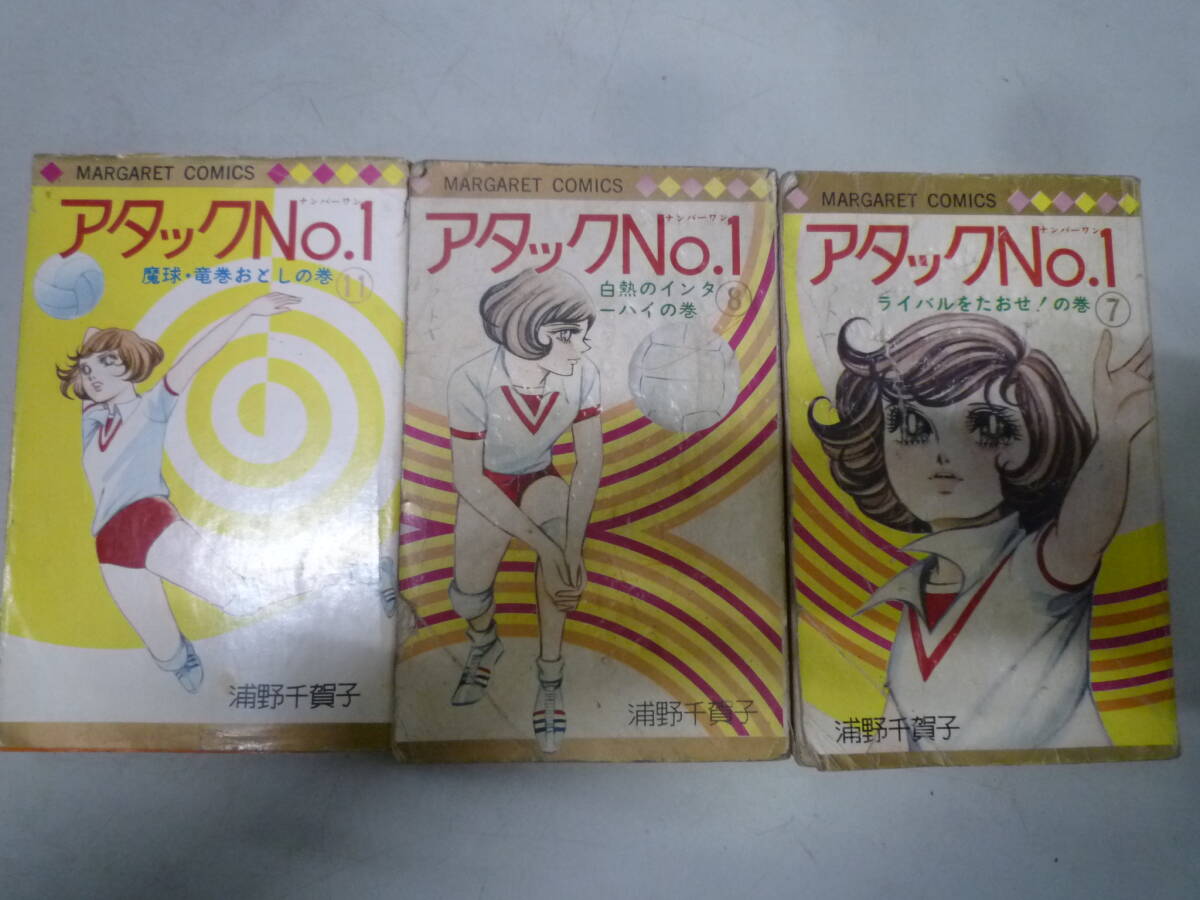 MARGARET COMICS
アタックNo.1
ナンバーワン
魔球・竜巻おとしの巻 11
浦野千賀子
MARGARET COMICS
アタックNo.1
ナンバーワン
白熱のインタ
ーハイの巻 8
浦野千賀子
MARGARET COMICS
アタックNo.1
ナンバーワン
ライバルをたおせ!の巻 7
浦野千賀子